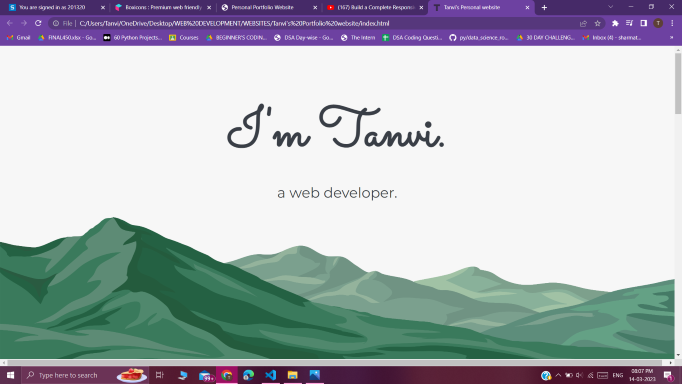 You are signed in as 201320
Boxicons : Premium web friendly
Personal Portfolio Website
(167) Build a Complete Respons
Tanvi's Personal website
File | C:/Users/Tanvi/OneDrive/Desktop/WEB%20DEVELOPMENT/WEBSITES/Tanvi's%20Portfolio%20website/index.html
Gmail
FINAL450.xlsx - Go...
60 Python Projects...
Courses
BEGINNER'S CODIN...
DSA Day-wise - Go...
The Intern
DSA Coding Questi...
py/data_science_ro...
30 DAY CHALLENG...
Inbox (4) - sharmat...
I'm Tanvi.
a web developer.
Type here to search
99+
ENG
08:07 PM
14-03-2023